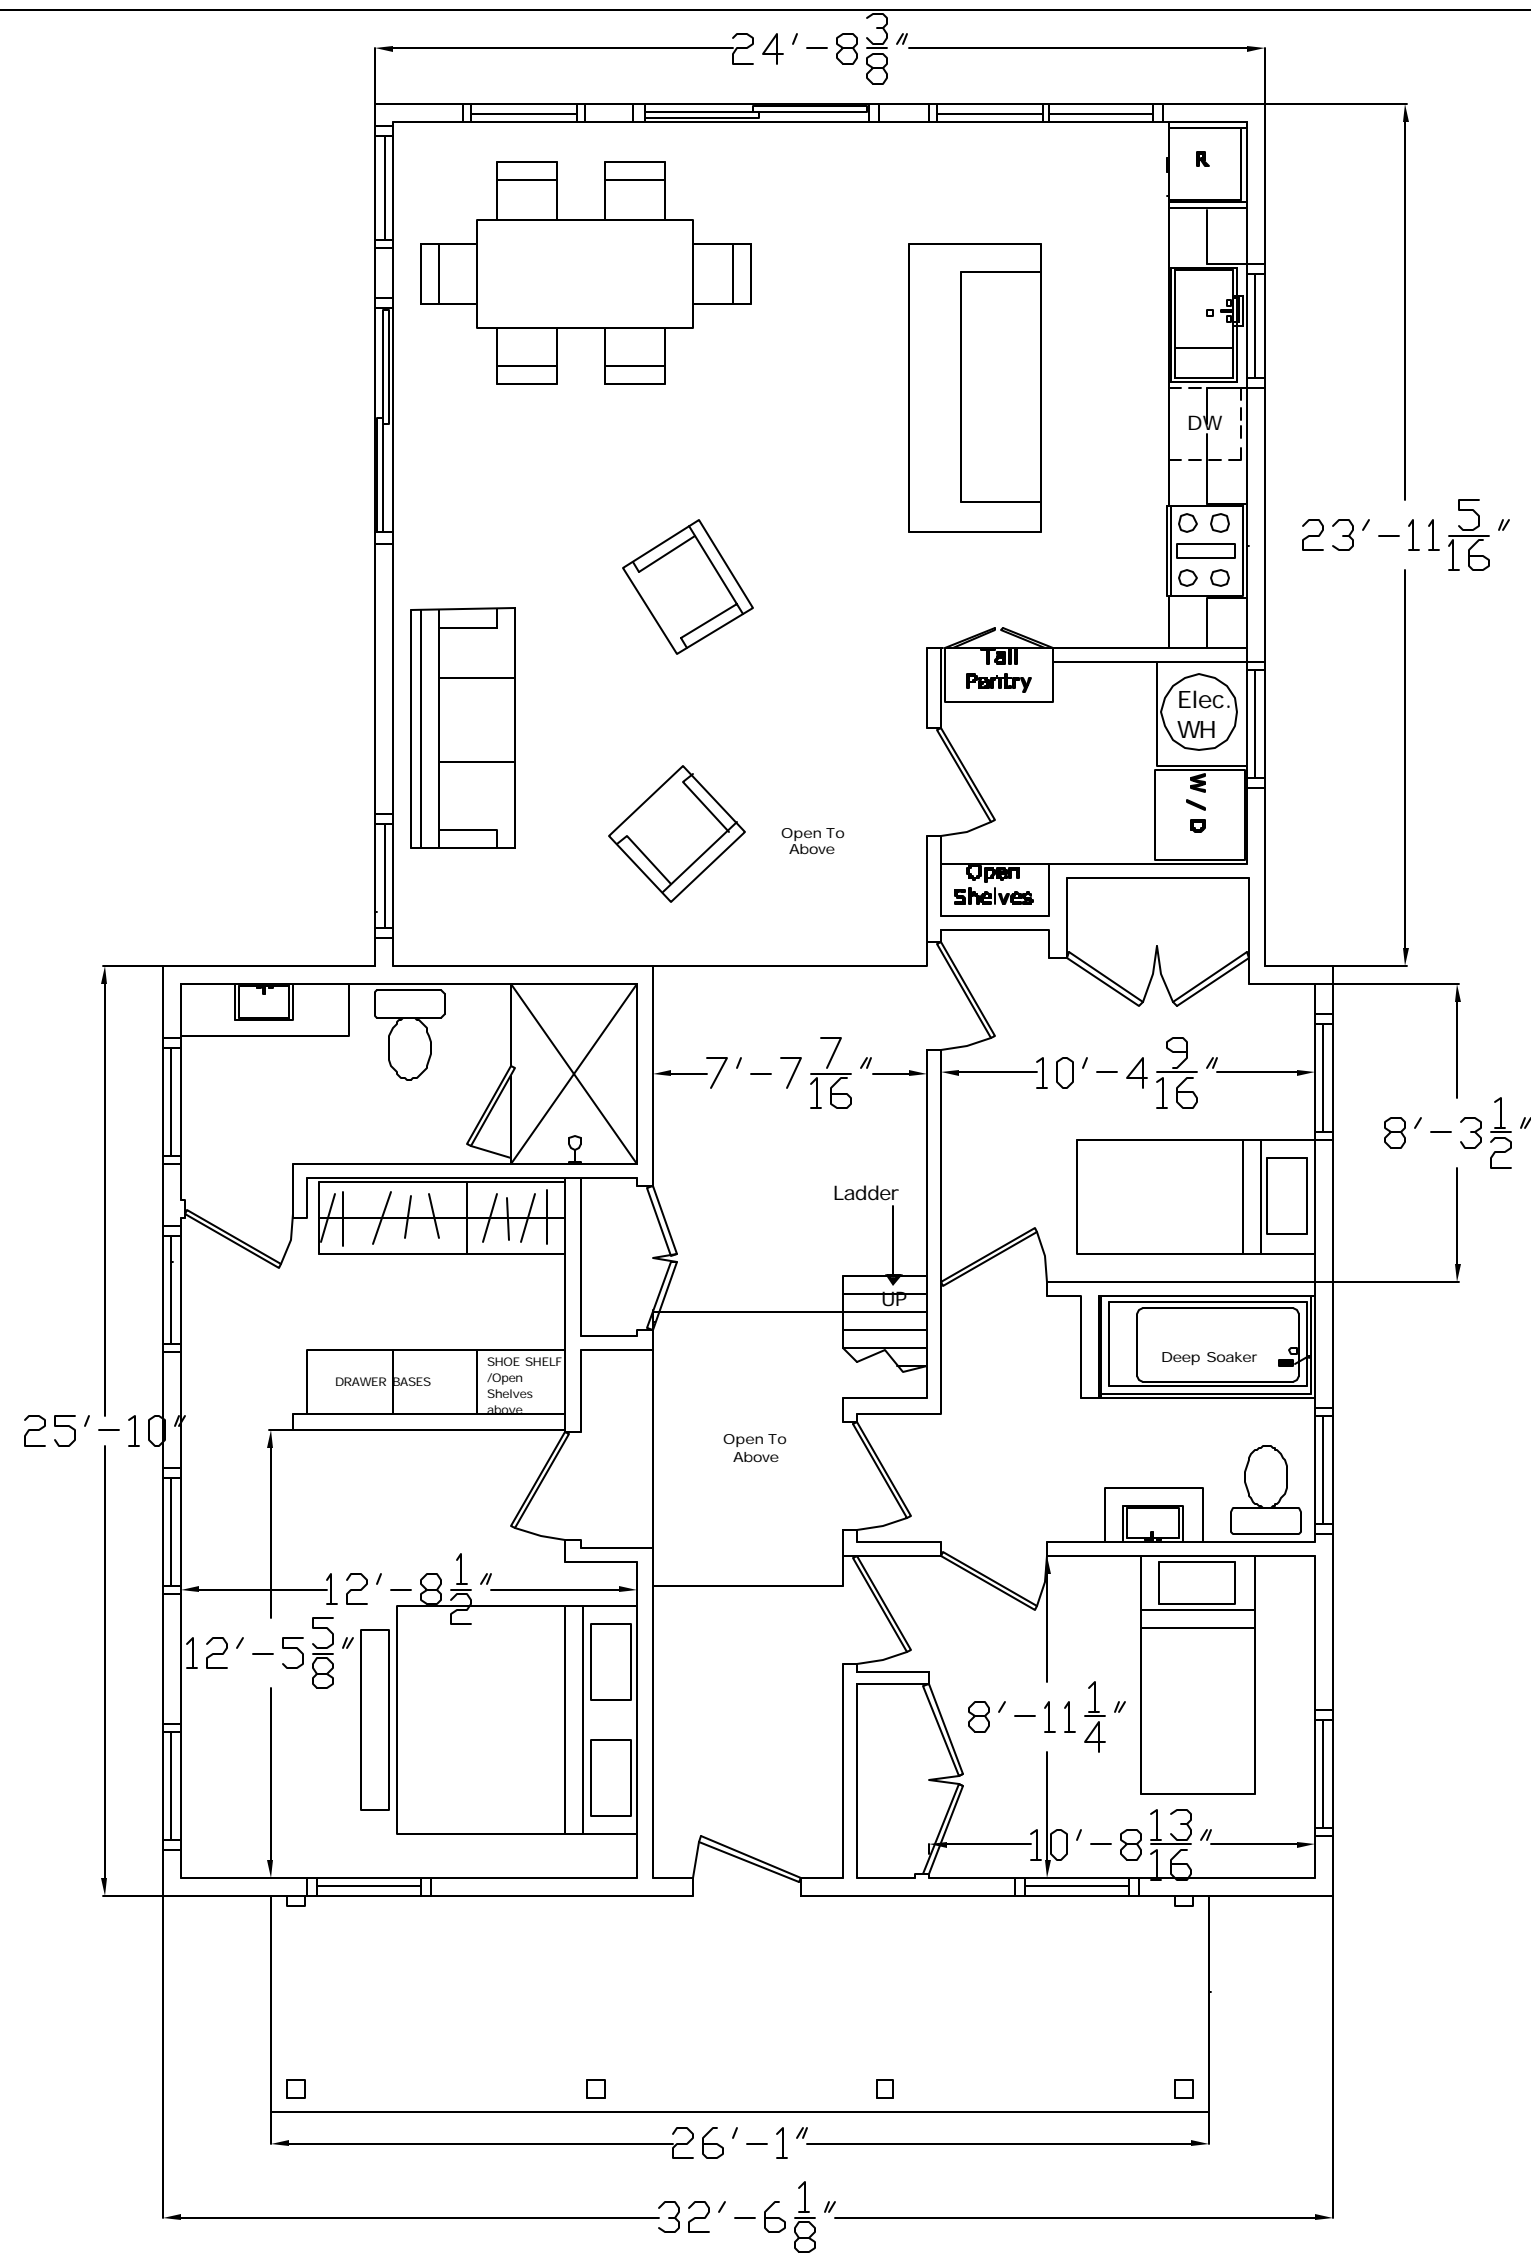 24'-8 3/8"
R
DW
23'-11 5/16"
Tall
Pantry
Elec.
WH
W/D
Open To
Above
Open
Shelves
7'-7 7/16"
10'-4 9/16"
8'-3 1/2"
Ladder
UP
Deep Soaker
DRAWER BASES
SHOE SHELF
/Open
Shelves
above
25'-10"
Open To
Above
12'-8 1/2"
12'-5 5/8"
8'-11 1/4"
10'-8 13/16"
26'-1"
32'-6 1/8"